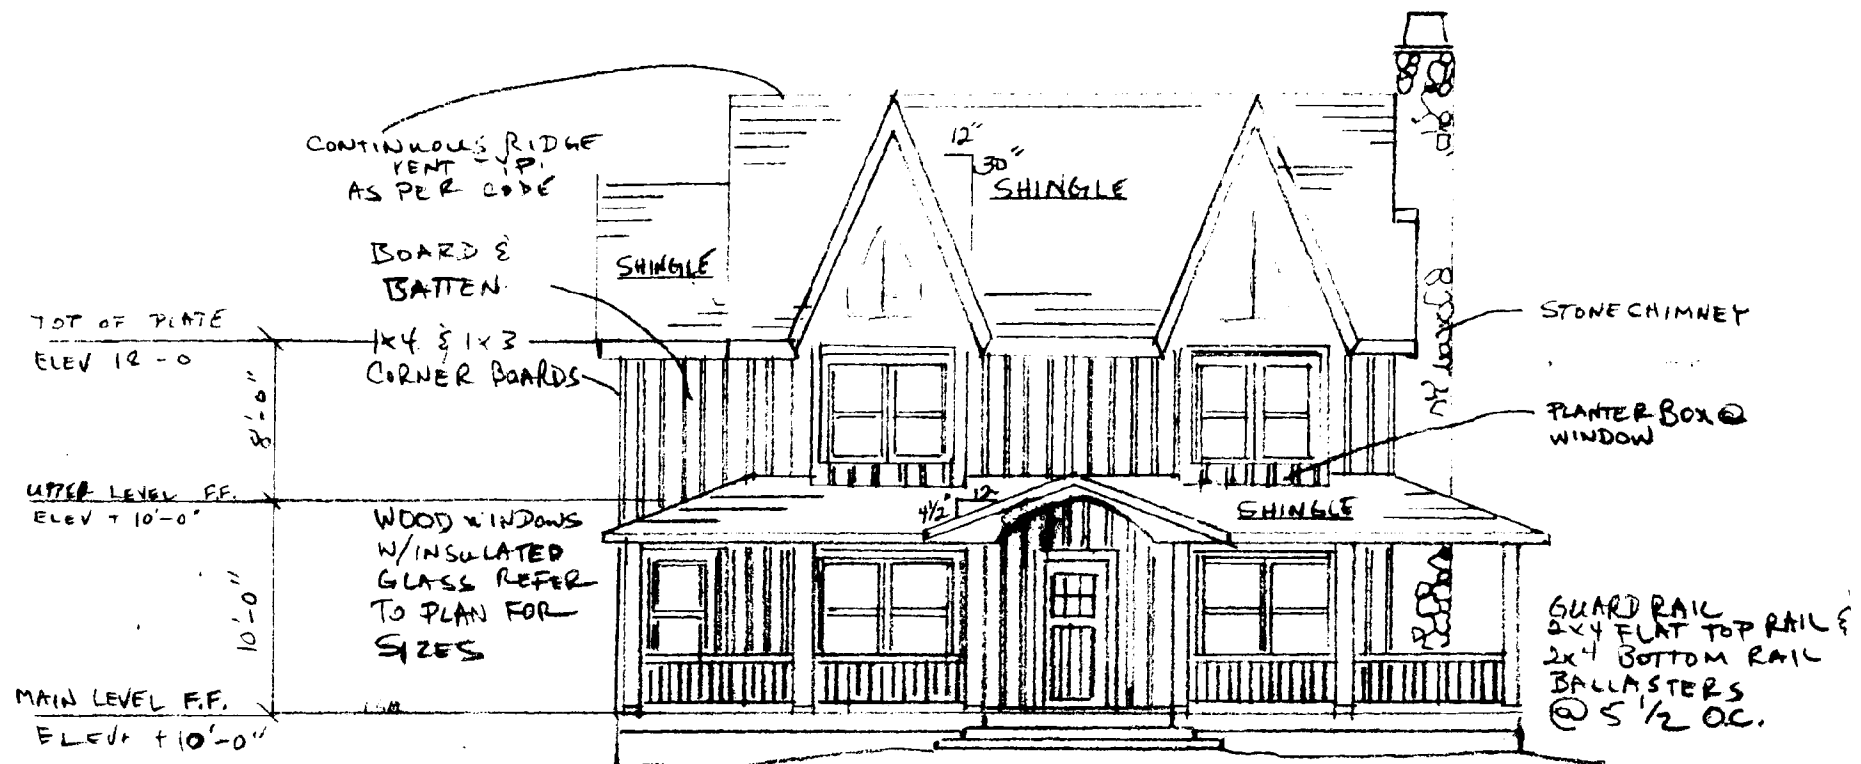 CONTINUOUS RIDGE
VENT TYP.
AS PER CODE
12"
30"
SHINGLE
BOARD &
BATTEN
SHINGLE
TOP OF PLATE
ELEV 18 - 0
1x4 & 1x3
CORNER BOARDS
STONE CHIMNEY
8'-0"
PLANTER BOX @
WINDOW
UPPER LEVEL F.F.
ELEV + 10'-0"
12
4 1/2"
SHINGLE
WOOD WINDOWS
W/INSULATED
GLASS REFER
TO PLAN FOR
SIZES
10'-0"
GUARD RAIL
2x4 FLAT TOP RAIL &
2x4 BOTTOM RAIL
BALLASTERS
@ 5 1/2 O.C.
MAIN LEVEL F.F.
ELEV. + 10'-0"